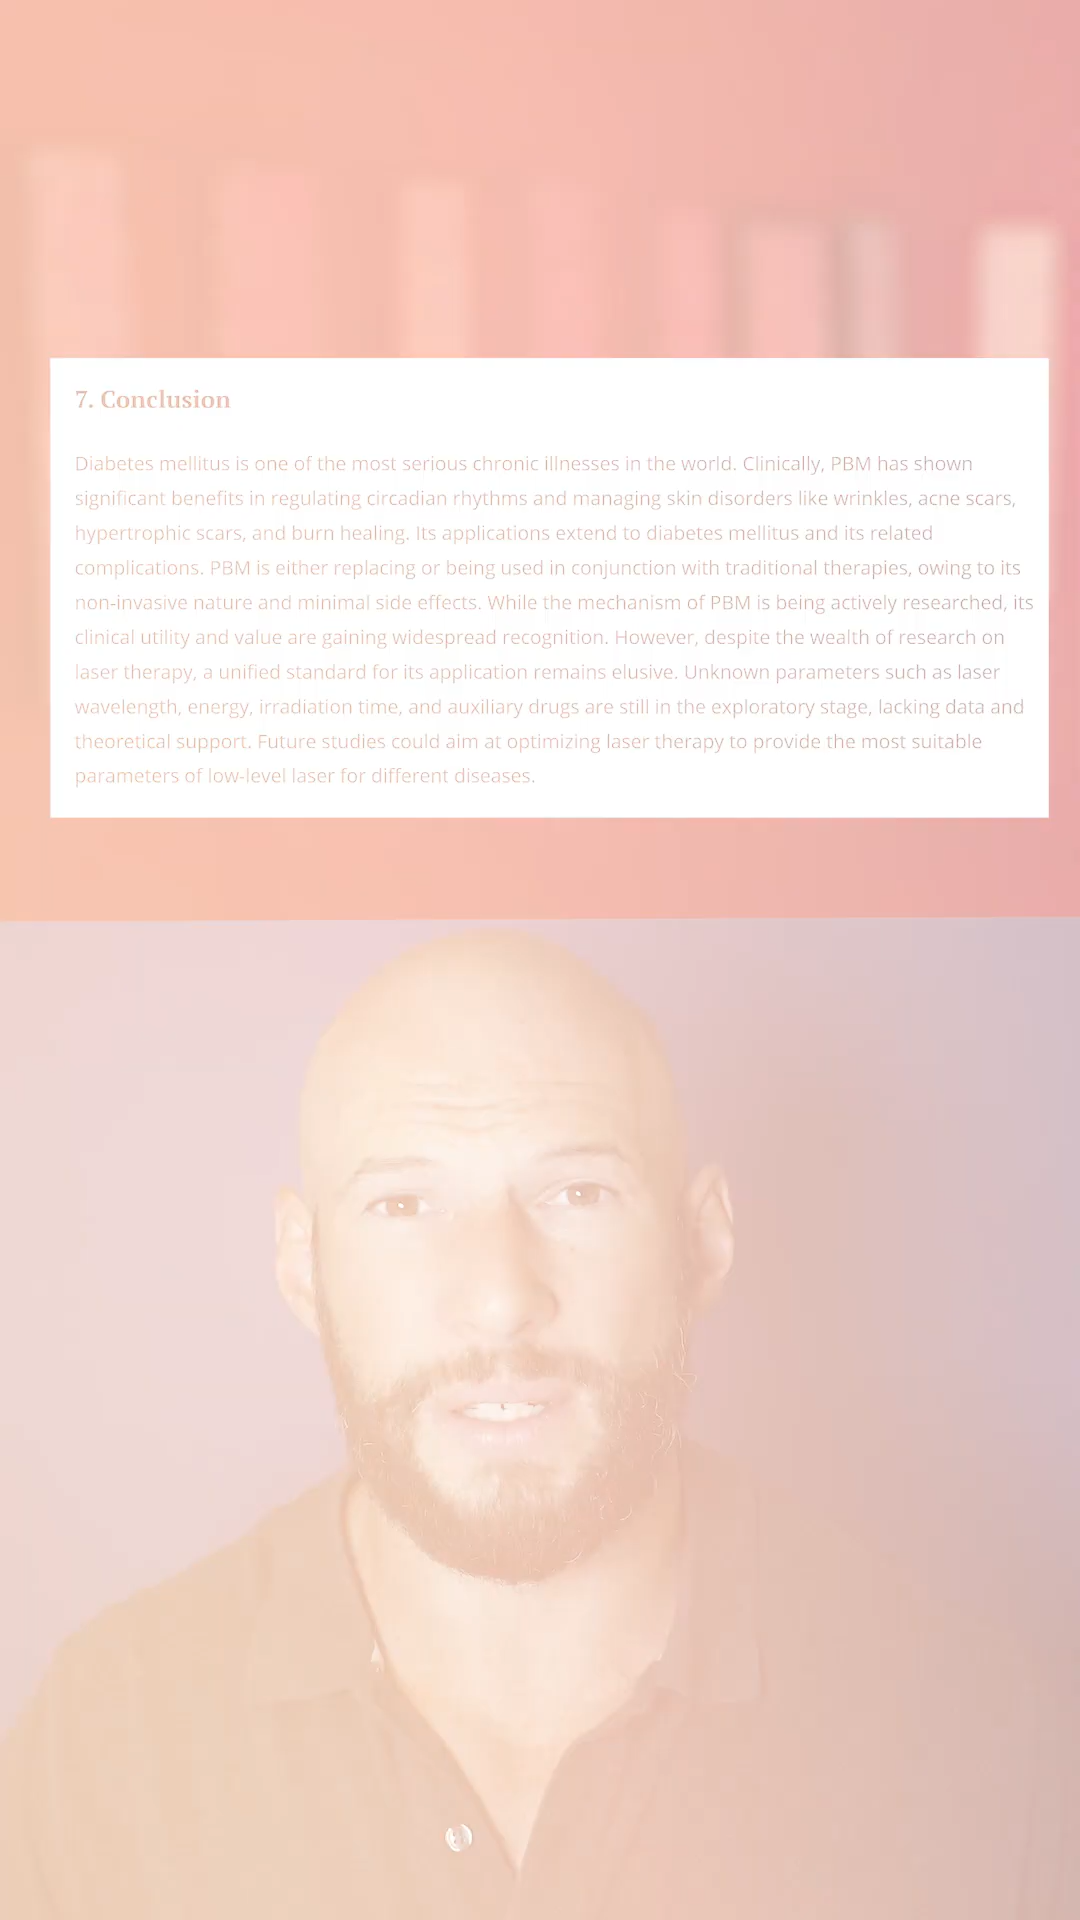 7. Conclusion
Diabetes mellitus is one of the most serious chronic illnesses in the world. Clinically, PBM has shown
significant benefits in regulating circadian rhythms and managing skin disorders like wrinkles, acne scars,
hypertrophic scars, and burn healing. Its applications extend to diabetes mellitus and its related
complications. PBM is either replacing or being used in conjunction with traditional therapies, owing to its
non-invasive nature and minimal side effects. While the mechanism of PBM is being actively researched, its
clinical utility and value are gaining widespread recognition. However, despite the wealth of research on
laser therapy, a unified standard for its application remains elusive. Unknown parameters such as laser
wavelength, energy, irradiation time, and auxiliary drugs are still in the exploratory stage, lacking data and
theoretical support. Future studies could aim at optimizing laser therapy to provide the most suitable
parameters of low-level laser for different diseases.